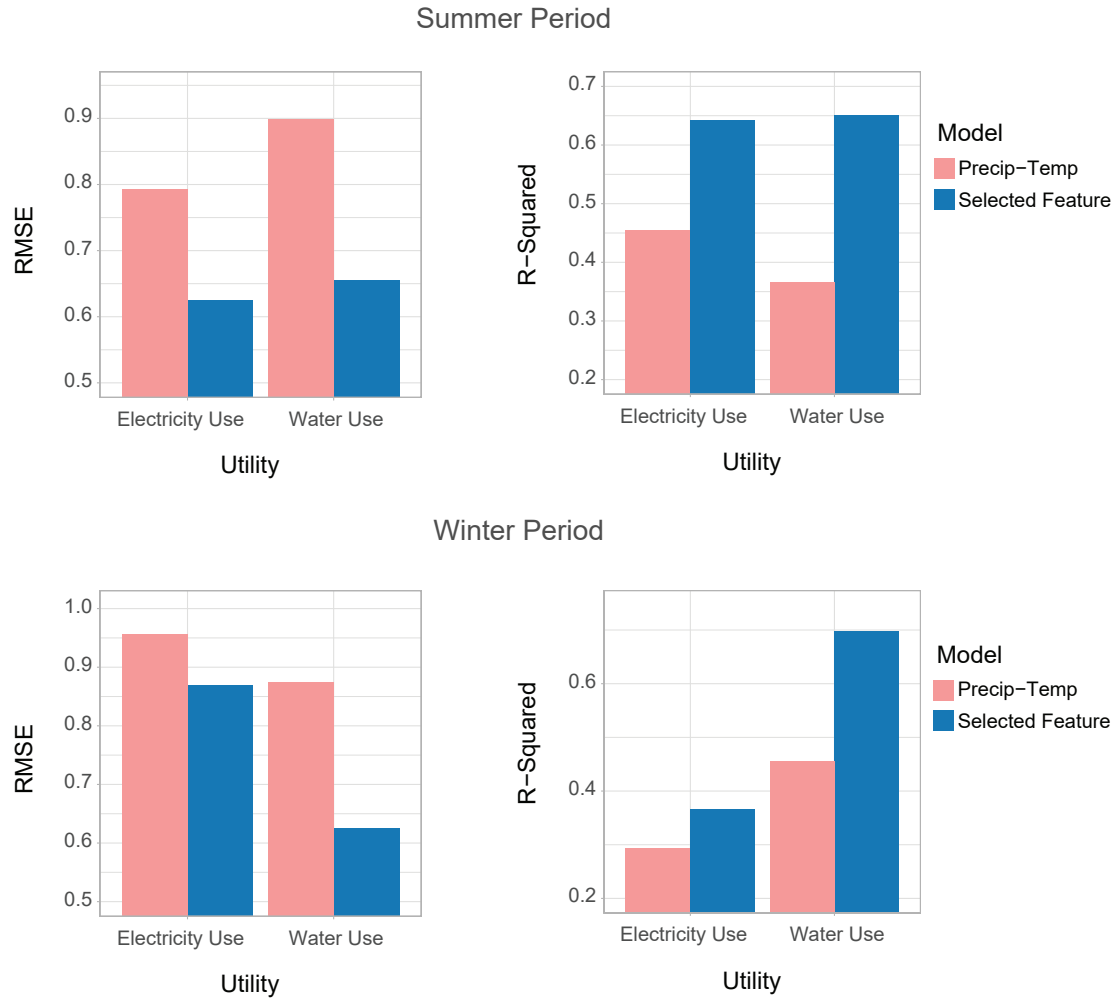 Summer Period
RMSE
0.9
0.8
0.7
0.6
0.5
Electricity Use
Water Use
Utility
R−Squared
0.7
0.6
0.5
0.4
0.3
0.2
Electricity Use
Water Use
Utility
Model
Precip−Temp
Selected Feature
Winter Period
RMSE
1.0
0.9
0.8
0.7
0.6
0.5
Electricity Use
Water Use
Utility
R−Squared
0.6
0.4
0.2
Electricity Use
Water Use
Utility
Model
Precip−Temp
Selected Feature